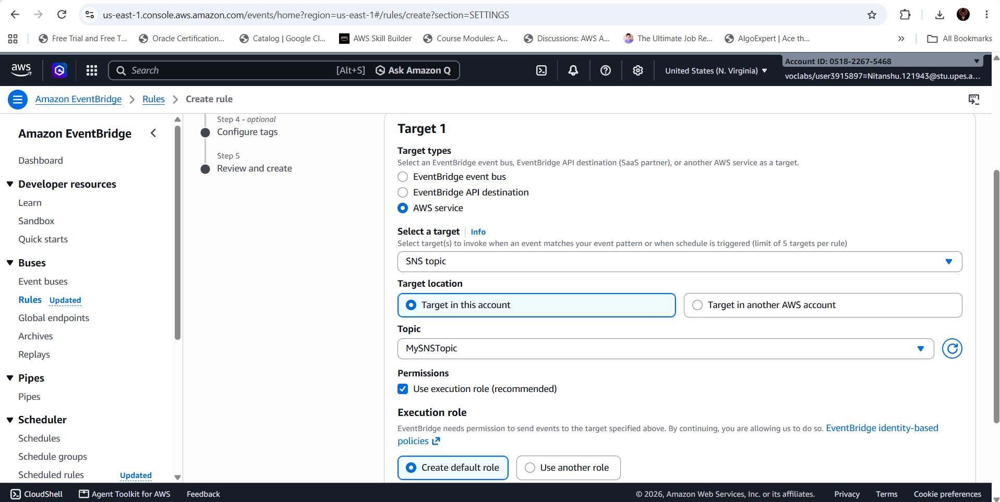 us-east-1.console.aws.amazon.com/events/home?region=us-east-1#/rules/create?section=SETTINGS
Free Trial and Free T...
Oracle Certification...
Catalog | Google Cl...
aws
AWS Skill Builder
Course Modules: A...
Discussions: AWS A...
The Ultimate Job Re...
AlgoExpert | Ace th...
»
All Bookmarks
aws
Search
[Alt+S]
Ask Amazon Q
United States (N. Virginia)
Account ID: 0518-2267-5468
voclabs/user3915897=Nitanshu.121943@stu.upes.a...
Amazon EventBridge
Rules
Create rule
Amazon EventBridge
Dashboard
Developer resources
Learn
Sandbox
Quick starts
Buses
Event buses
Rules Updated
Global endpoints
Archives
Replays
Pipes
Pipes
Scheduler
Schedules
Schedule groups
Scheduled rules Updated
Step 4 - optional
Configure tags
Step 5
Review and create
Target 1
Target types
Select an EventBridge event bus, EventBridge API destination (SaaS partner), or another AWS service as a target.
EventBridge event bus
EventBridge API destination
AWS service
Select a target Info
Select target(s) to invoke when an event matches your event pattern or when schedule is triggered (limit of 5 targets per rule)
SNS topic
Target location
Target in this account
Target in another AWS account
Topic
MySNSTopic
Permissions
Use execution role (recommended)
Execution role
EventBridge needs permission to send events to the target specified above. By continuing, you are allowing us to do so. EventBridge identity-based
policies
Create default role
Use another role
CloudShell
Agent Toolkit for AWS
Feedback
© 2026, Amazon Web Services, Inc. or its affiliates.
Privacy
Terms
Cookie preferences